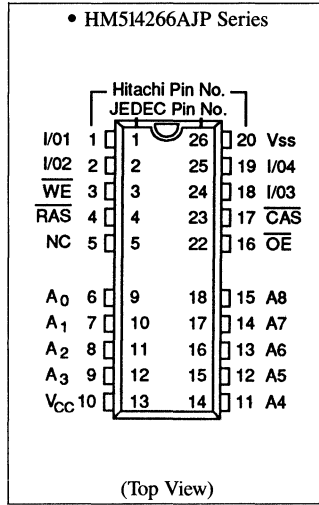 • HM514266AJP Series
Hitachi Pin No.
JEDEC Pin No.
I/01 1 1 26 20 Vss
I/02 2 2 25 19 I/04
WE 3 3 24 18 I/03
RAS 4 4 23 17 CAS
NC 5 5 22 16 OE
A0 6 9 18 15 A8
A1 7 10 17 14 A7
A2 8 11 16 13 A6
A3 9 12 15 12 A5
VCC 10 13 14 11 A4
(Top View)